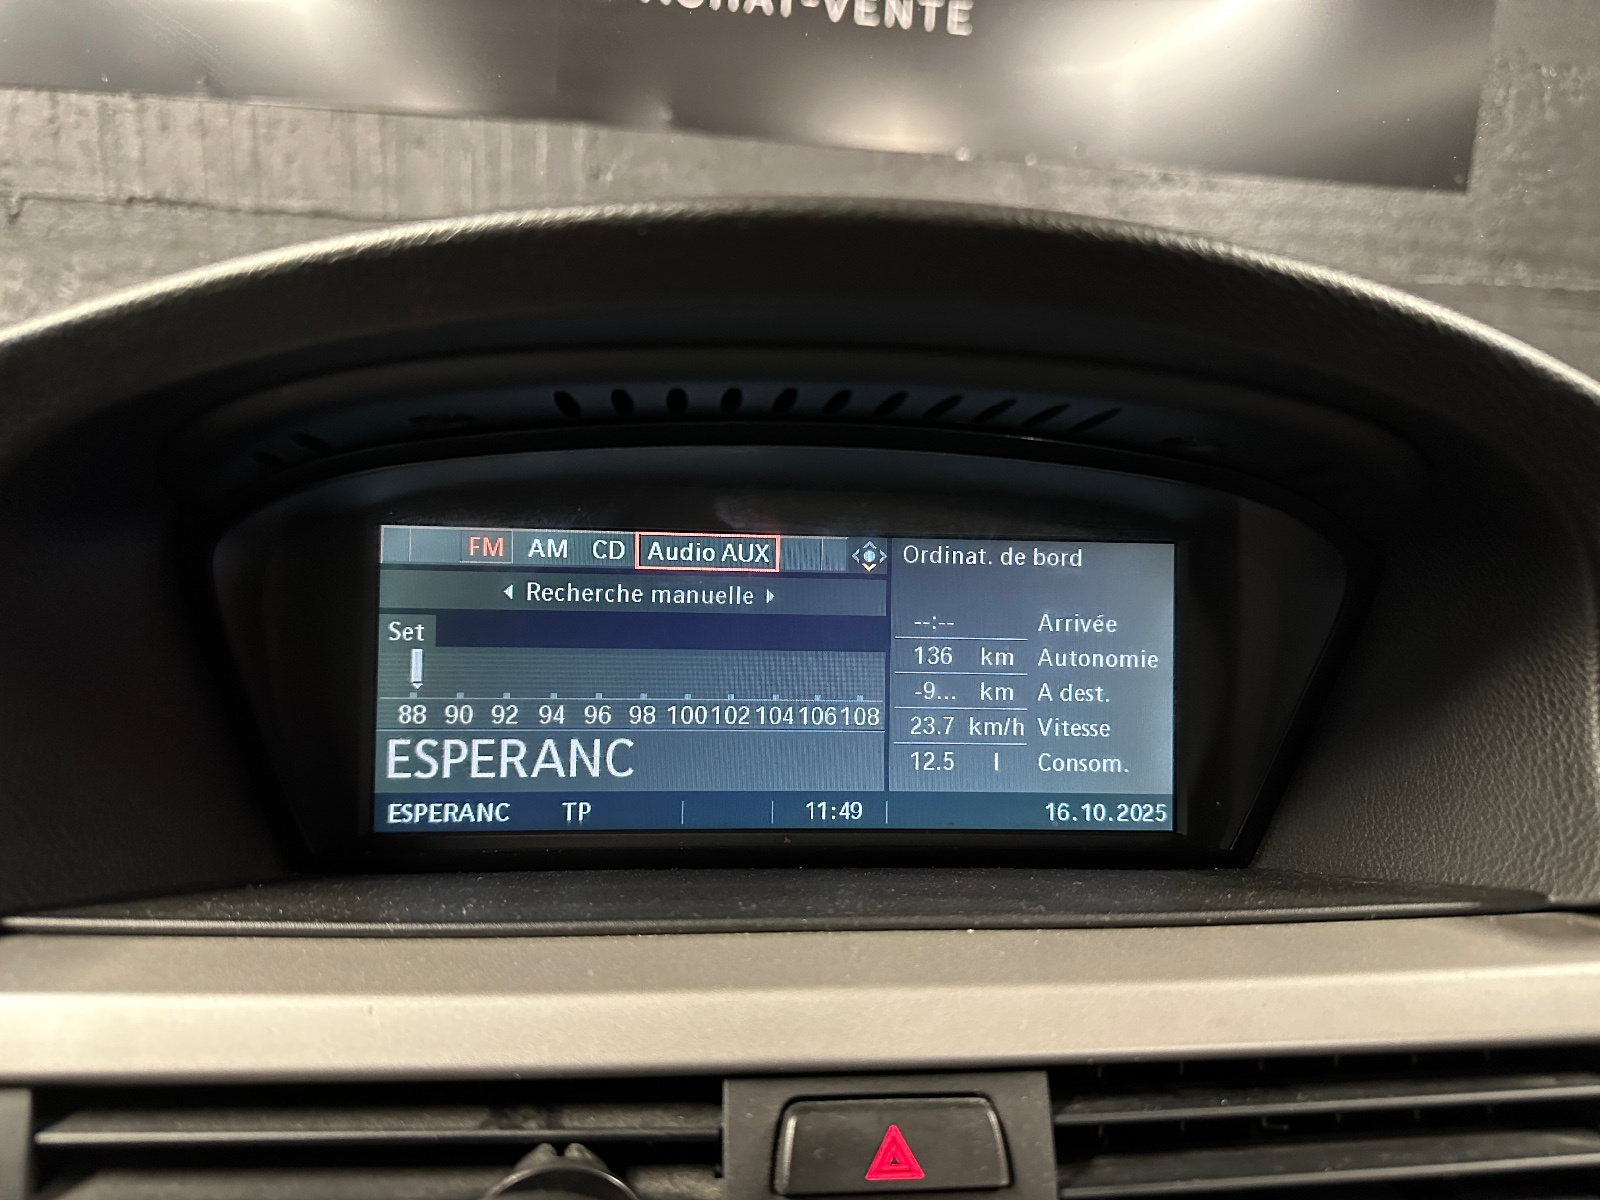 ACHAT-VENTE
FM AM CD Audio AUX
Recherche manuelle
Set
88 90 92 94 96 98 100 102 104 106 108
ESPERANC
ESPERANC TP 11:49
Ordinat. de bord
--:-- Arrivée
136 km Autonomie
-9... km A dest.
23.7 km/h Vitesse
12.5 l Consom.
16.10.2025